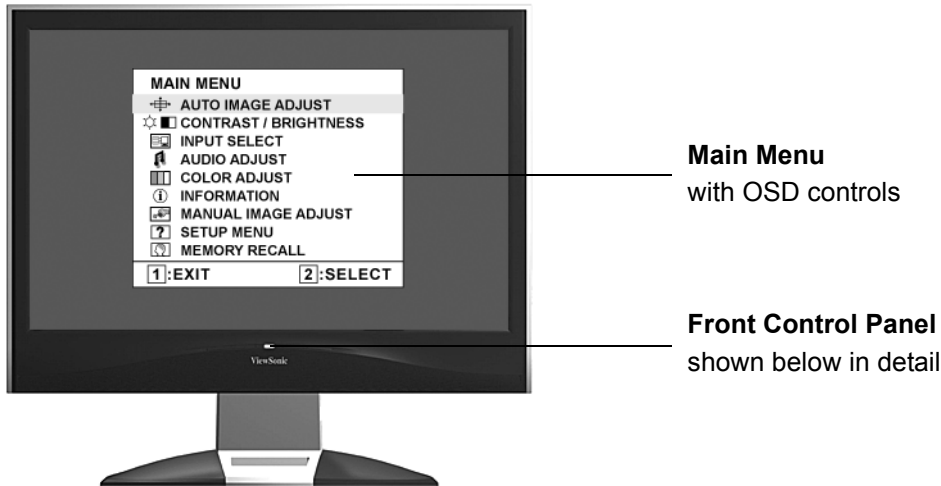 MAIN MENU
AUTO IMAGE ADJUST
CONTRAST / BRIGHTNESS
INPUT SELECT
AUDIO ADJUST
COLOR ADJUST
INFORMATION
MANUAL IMAGE ADJUST
SETUP MENU
MEMORY RECALL
1:EXIT 2:SELECT
ViewSonic
Main Menu
with OSD controls
Front Control Panel
shown below in detail